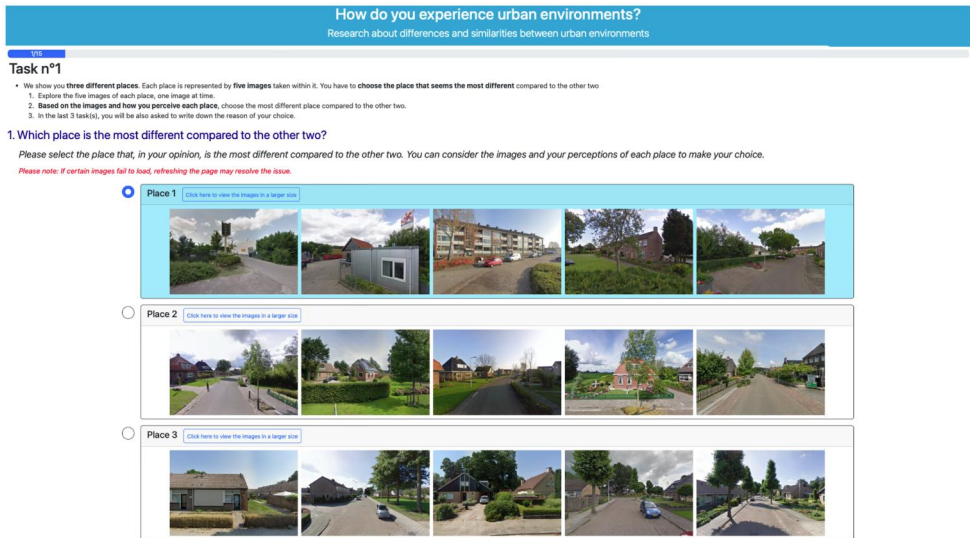 How do you experience urban environments?
Research about differences and similarities between urban environments
1/15
Task n°1
• We show you three different places. Each place is represented by five images taken within it. You have to choose the place that seems the most different compared to the other two
1. Explore the five images of each place, one image at time.
2. Based on the images and how you perceive each place, choose the most different place compared to the other two.
3. In the last 3 task(s), you will be also asked to write down the reason of your choice.
1. Which place is the most different compared to the other two?
Please select the place that, in your opinion, is the most different compared to the other two. You can consider the images and your perceptions of each place to make your choice.
Please note: If certain images fail to load, refreshing the page may resolve the issue.
Place 1 Click here to view the images in a larger size
Place 2 Click here to view the images in a larger size
Place 3 Click here to view the images in a larger size